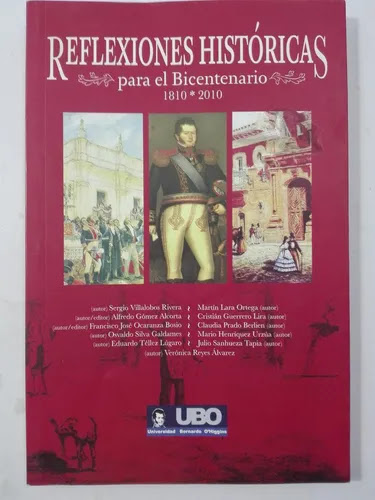 REFLEXIONES HISTÓRICAS
para el Bicentenario
1810 * 2010
(autor) Sergio Villalobos Rivera
(autor/editor) Alfredo Gómez Alcorta
(autor/editor) Francisco José Ocaranza Bosio
(autor) Osvaldo Silva Galdames
(autor) Eduardo Téllez Lúgaro
Martín Lara Ortega (autor)
Cristián Guerrero Lira (autor)
Claudia Prado Berlien (autor)
Mario Henríquez Urzúa (autor)
Julio Sanhueza Tapia (autor)
(autor) Verónica Reyes Álvarez
UBO
Universidad Bernardo O'Higgins